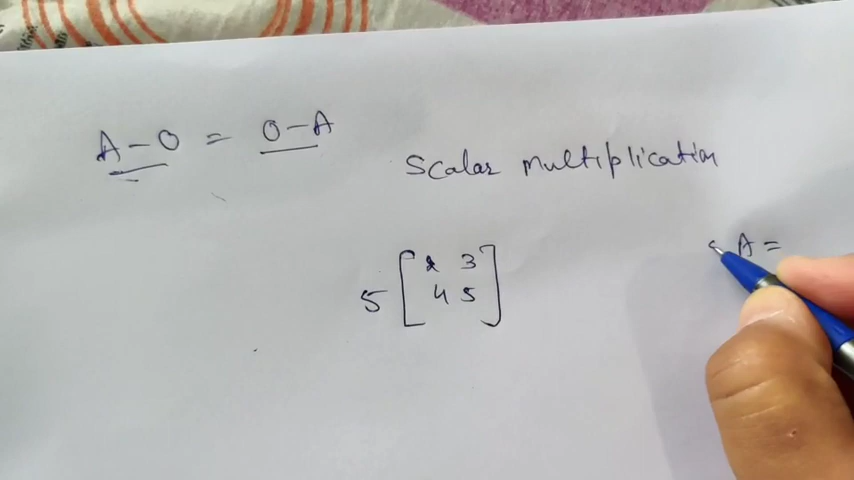 A - O = O - A
Scalar multiplication
A =
5 [ 2 3
4 5 ]